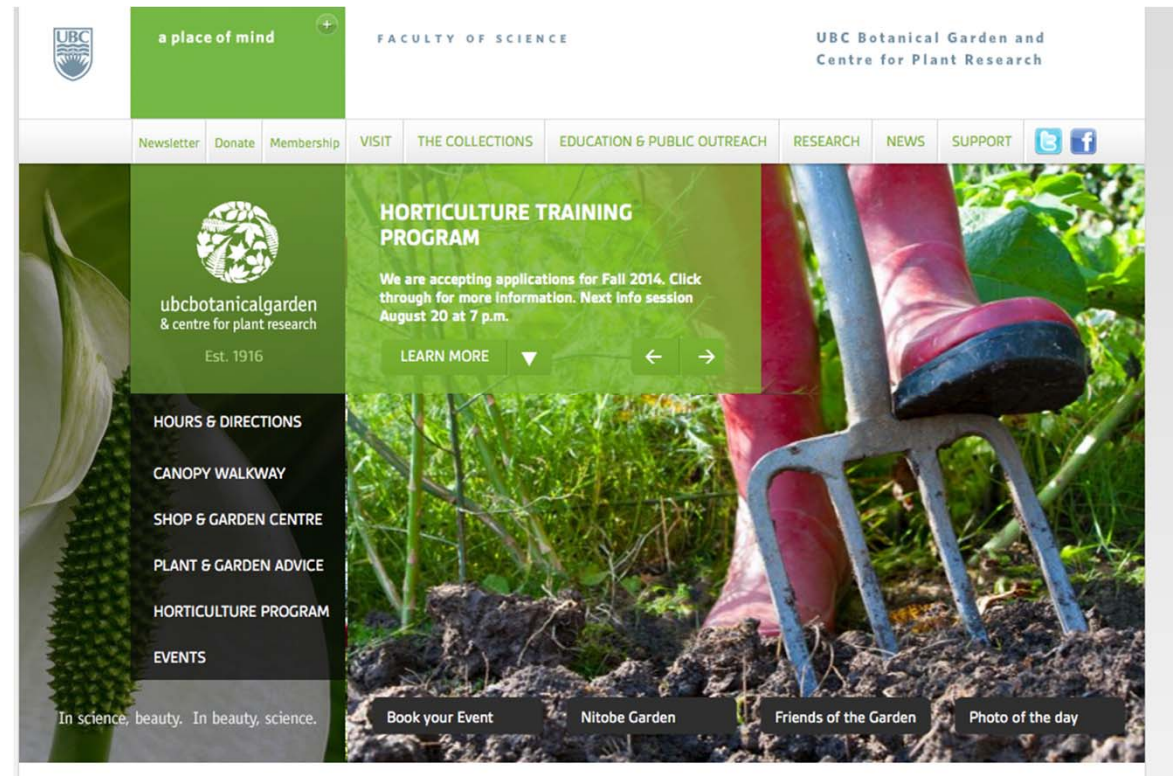 UBC
a place of mind
FACULTY OF SCIENCE
UBC Botanical Garden and
Centre for Plant Research
Newsletter Donate Membership VISIT THE COLLECTIONS EDUCATION & PUBLIC OUTREACH RESEARCH NEWS SUPPORT
ubcbotanicalgarden
& centre for plant research
Est. 1916
HORTICULTURE TRAINING
PROGRAM
We are accepting applications for Fall 2014. Click
through for more information. Next info session
August 20 at 7 p.m.
LEARN MORE
HOURS & DIRECTIONS
CANOPY WALKWAY
SHOP & GARDEN CENTRE
PLANT & GARDEN ADVICE
HORTICULTURE PROGRAM
EVENTS
In science, beauty. In beauty, science.
Book your Event Nitobe Garden Friends of the Garden Photo of the day